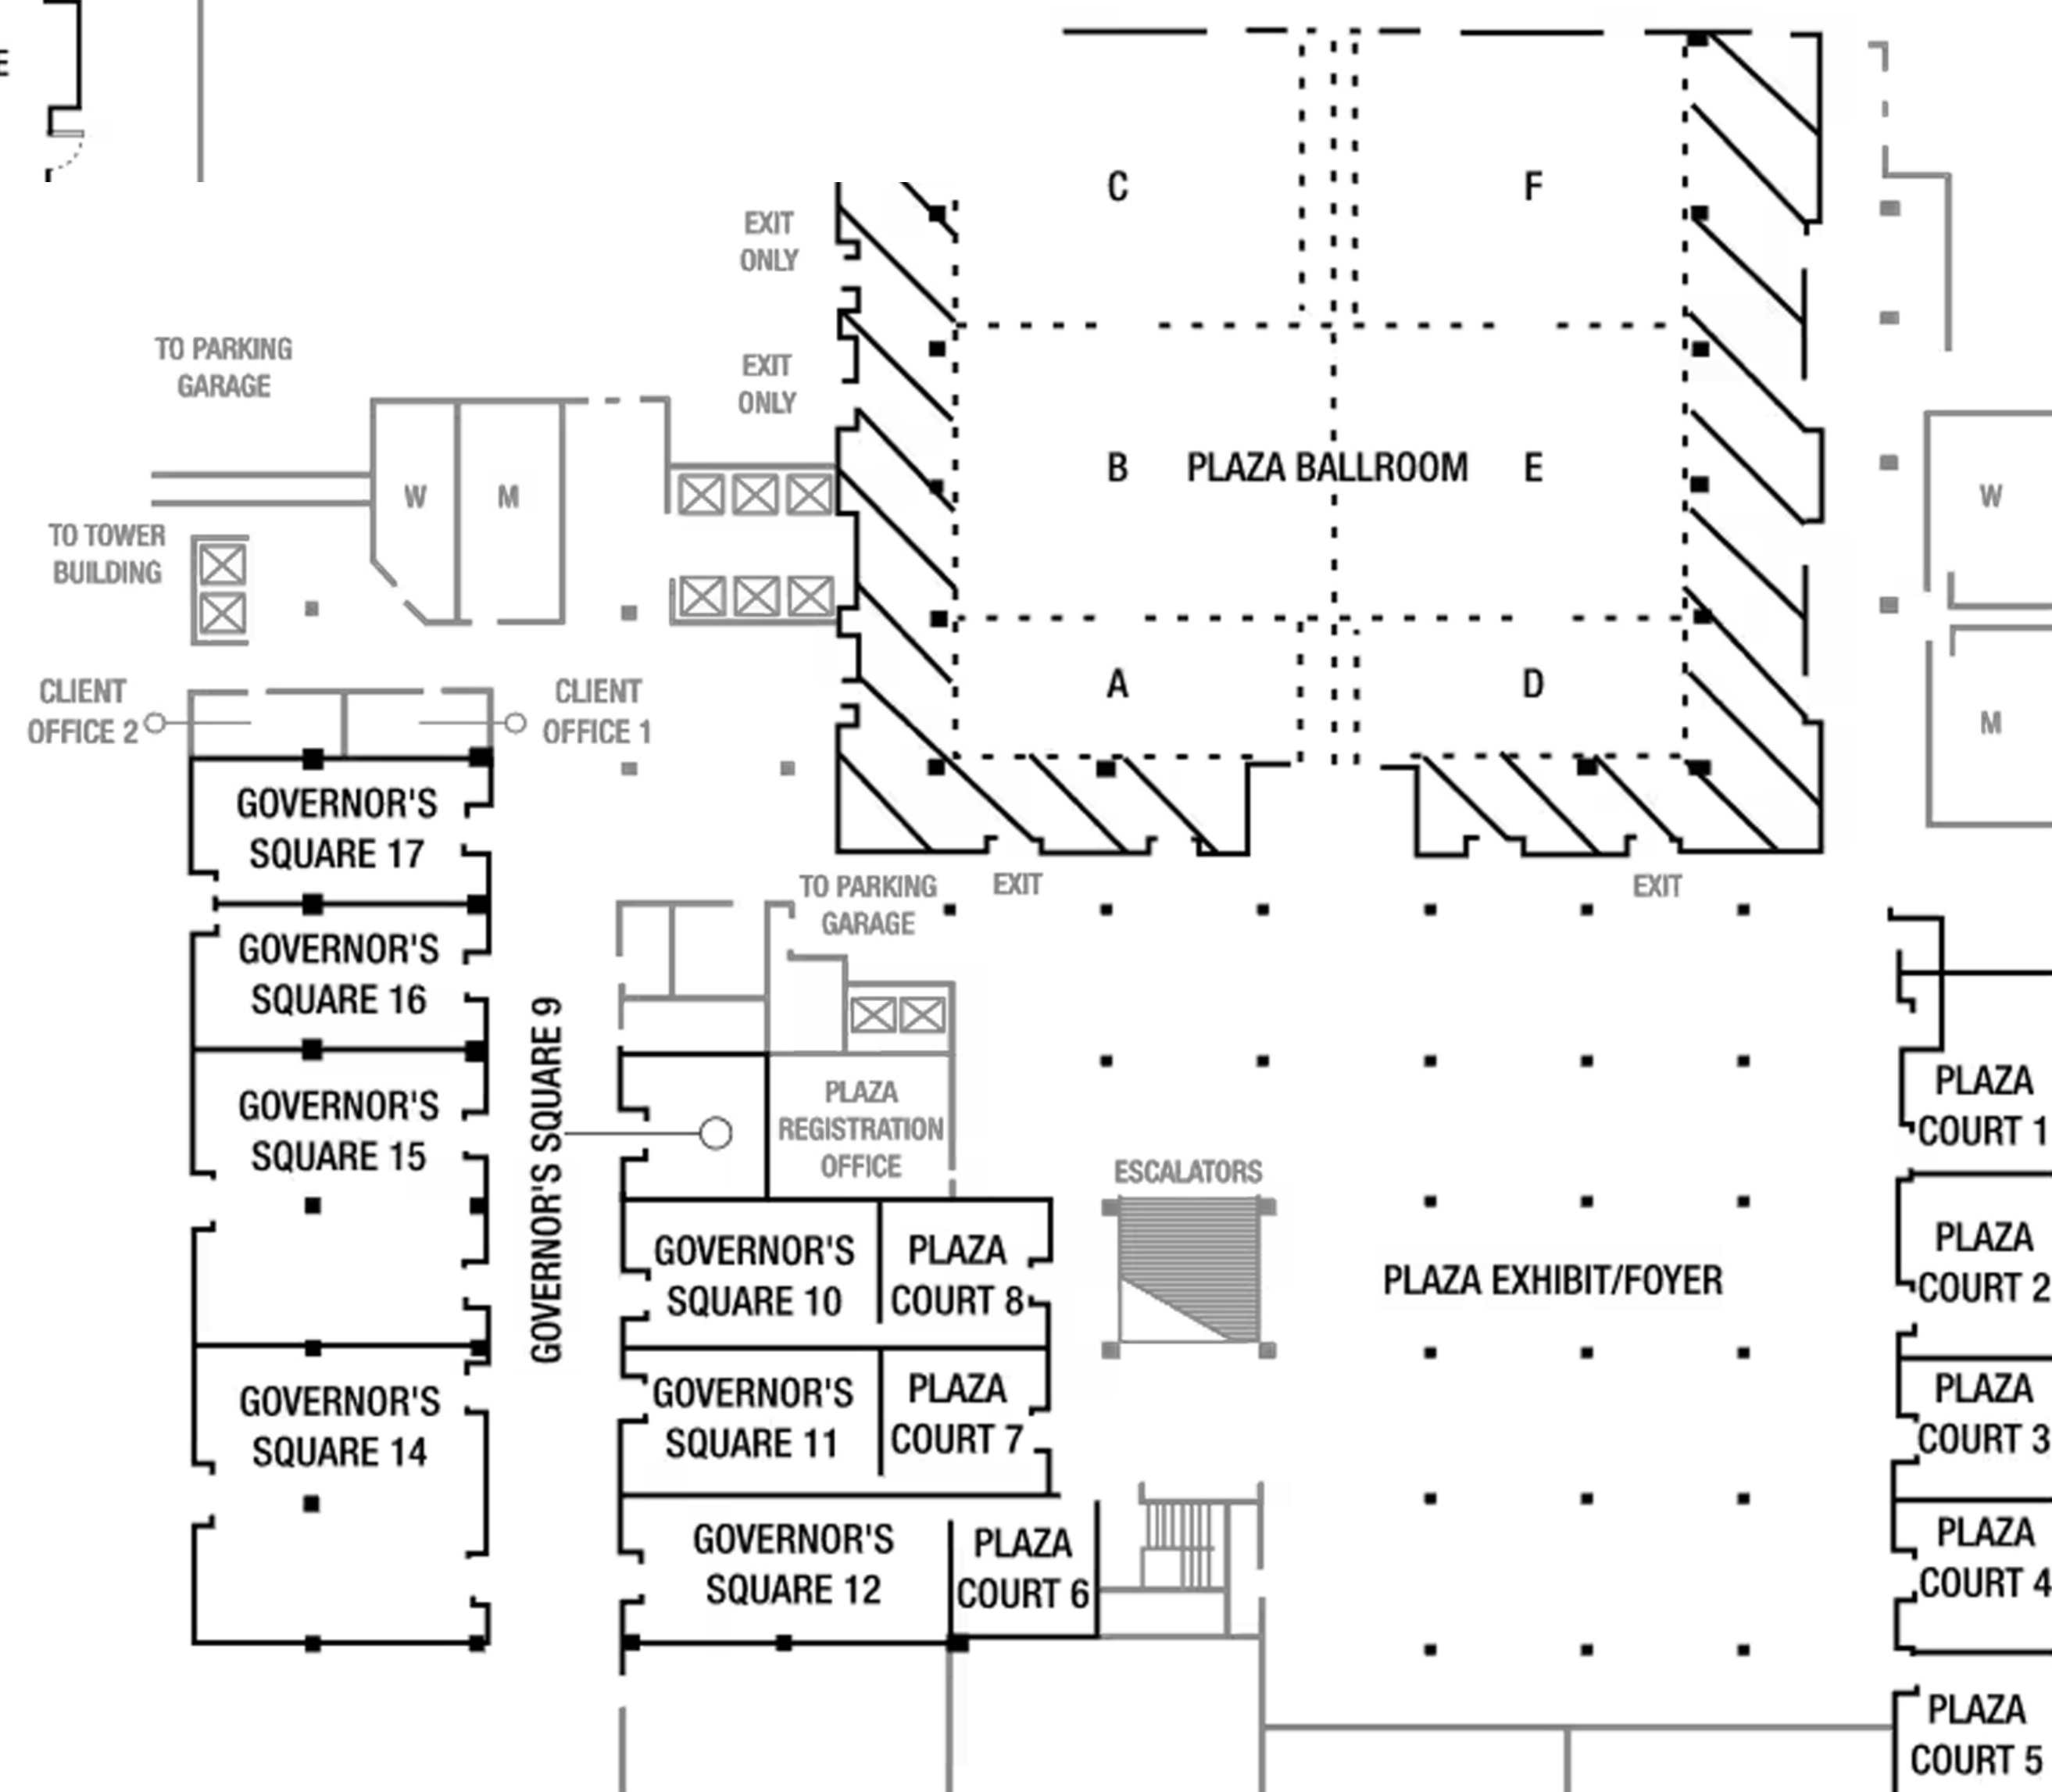 E
C
F
EXIT
ONLY
TO PARKING
GARAGE
EXIT
ONLY
B
PLAZA BALLROOM
E
W
M
W
TO TOWER
BUILDING
CLIENT
OFFICE 2
CLIENT
OFFICE 1
A
D
M
GOVERNOR'S
SQUARE 17
TO PARKING
GARAGE
EXIT
EXIT
GOVERNOR'S
SQUARE 16
GOVERNOR'S SQUARE 9
GOVERNOR'S
SQUARE 15
PLAZA
REGISTRATION
OFFICE
ESCALATORS
PLAZA
COURT 1
GOVERNOR'S
SQUARE 10
PLAZA
COURT 8
PLAZA EXHIBIT/FOYER
PLAZA
COURT 2
GOVERNOR'S
SQUARE 14
GOVERNOR'S
SQUARE 11
PLAZA
COURT 7
PLAZA
COURT 3
GOVERNOR'S
SQUARE 12
PLAZA
COURT 6
PLAZA
COURT 4
PLAZA
COURT 5